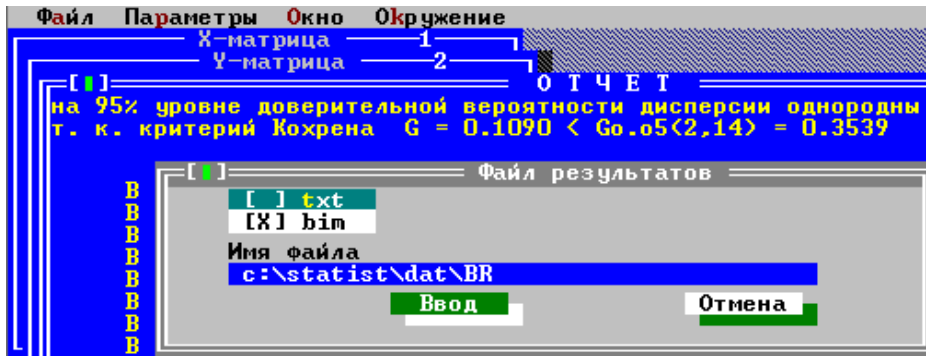 Файл Параметры Окно Окружение
X-матрица 1
Y-матрица 2
[ ] ОТЧЕТ
на 95% уровне доверительной вероятности дисперсии однородны
т. к. критерий Кохрена G = 0.1090 < Go.o5(2,14) = 0.3539
[ ] Файл результатов
В
[ ] txt
В
[X] bim
В
Имя файла
В
c:\statist\dat\BR
В
Ввод Отмена
В
В
В